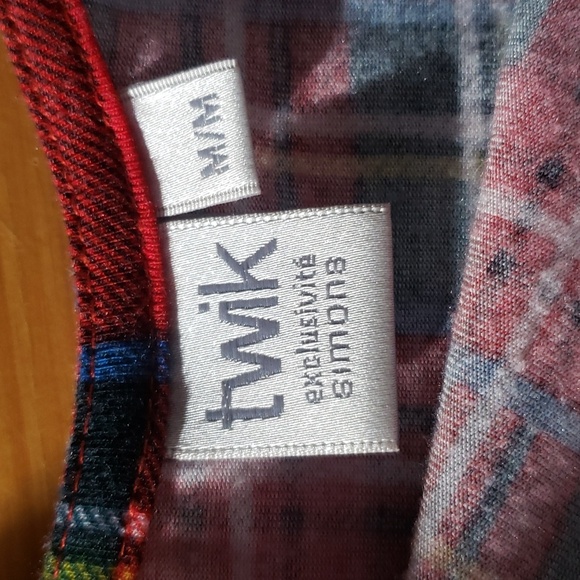 M/M
twik
exclusivité
simons